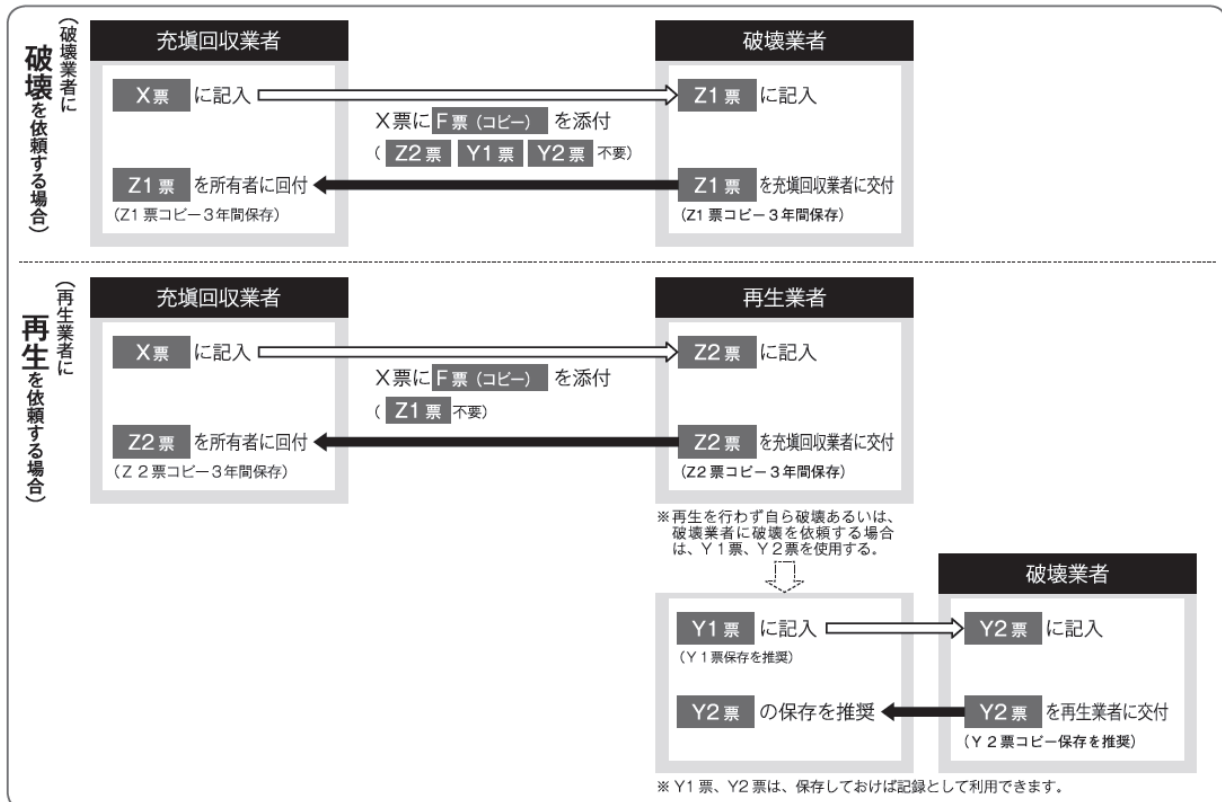 (破壊業者に
破壊を依頼する場合)
充塡回収業者
破壊業者
X票 に記入
Z1票 に記入
X票に F票(コピー) を添付
( Z2票 Y1票 Y2票 不要)
Z1票 を所有者に回付
Z1票 を充塡回収業者に交付
(Z1票コピー3年間保存)
(Z1票コピー3年間保存)
(再生業者に
再生を依頼する場合)
充塡回収業者
再生業者
X票 に記入
Z2票 に記入
X票に F票(コピー) を添付
( Z1票 不要)
Z2票 を所有者に回付
Z2票 を充塡回収業者に交付
(Z2票コピー3年間保存)
(Z2票コピー3年間保存)
※再生を行わず自ら破壊あるいは、
破壊業者に破壊を依頼する場合
は、Y1票、Y2票を使用する。
破壊業者
Y1票 に記入
Y2票 に記入
(Y1票保存を推奨)
Y2票 の保存を推奨
Y2票 を再生業者に交付
(Y2票コピー保存を推奨)
※Y1票、Y2票は、保存しておけば記録として利用できます。